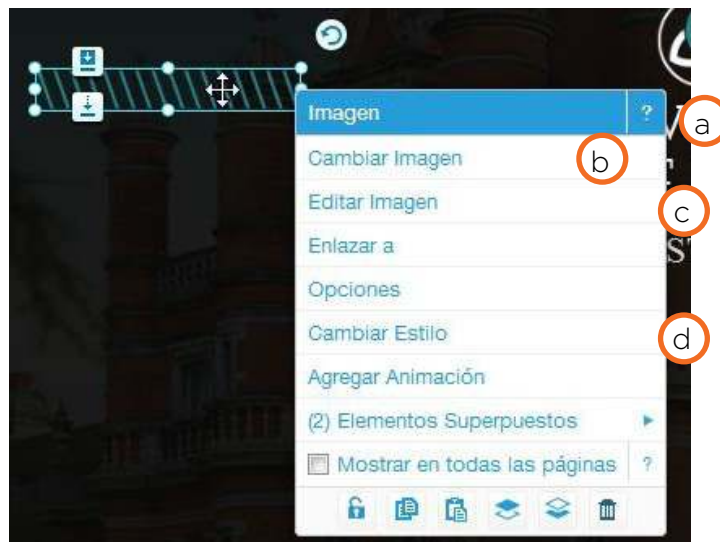 Imagen ? a
Cambiar Imagen b
Editar Imagen c
Enlazar a
Opciones
Cambiar Estilo d
Agregar Animación
(2) Elementos Superpuestos
Mostrar en todas las páginas ?